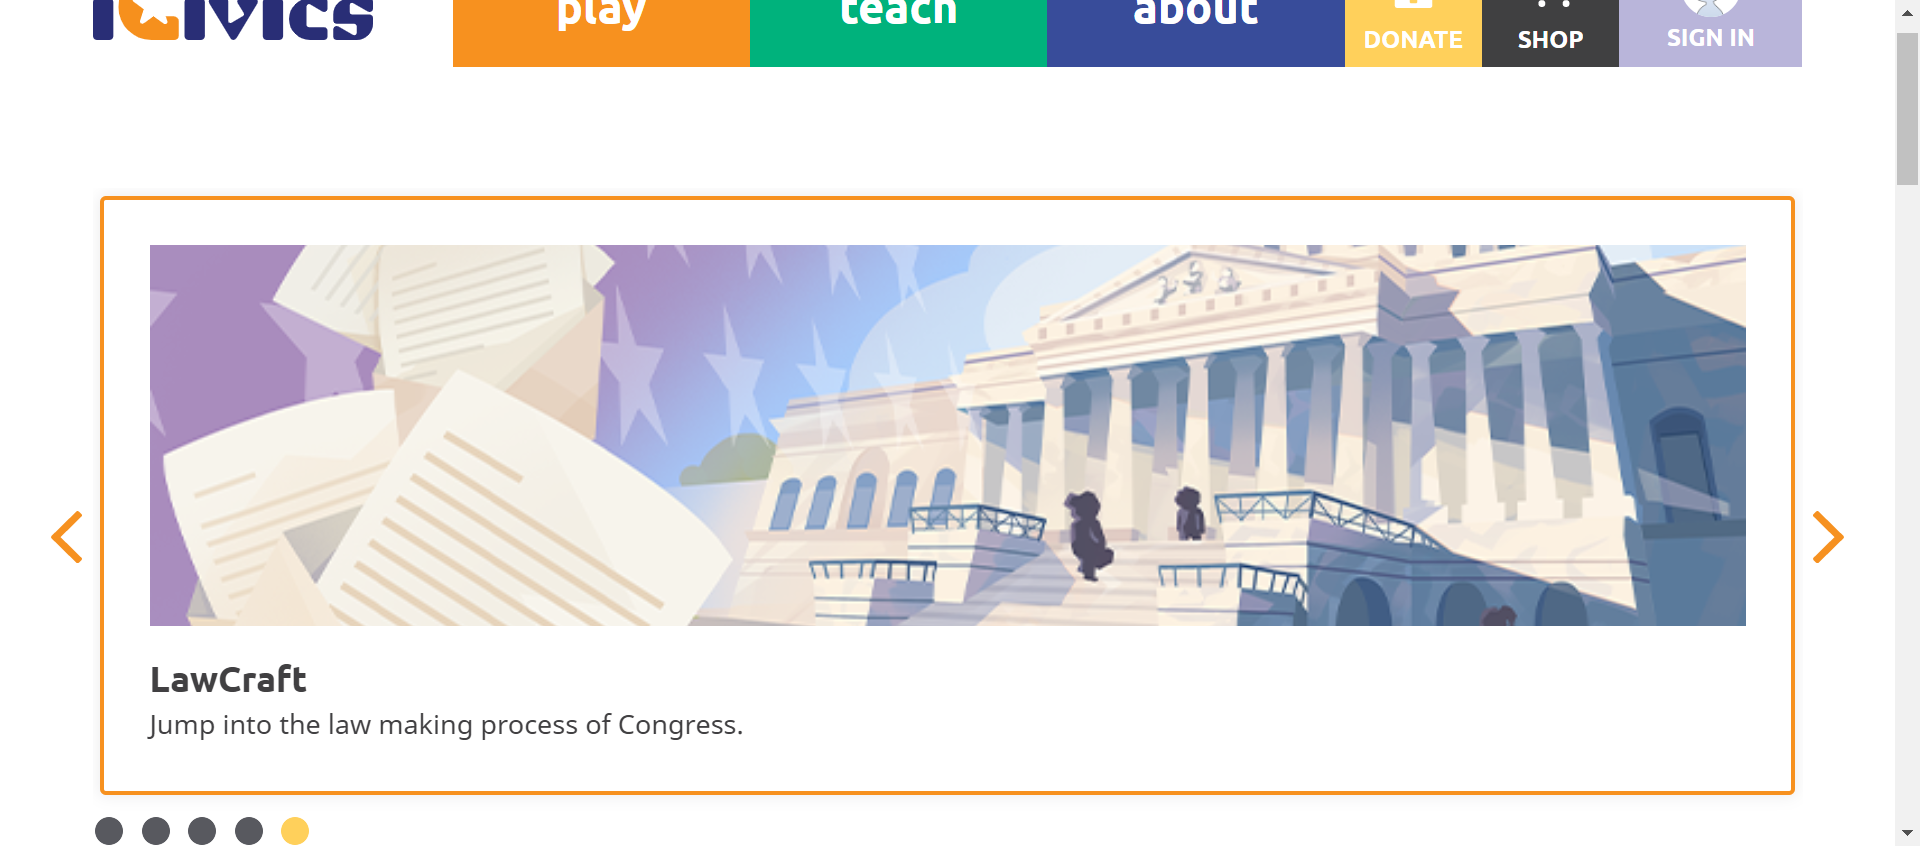 iCivics
play
teach
about
DONATE
SHOP
SIGN IN
LawCraft
Jump into the law making process of Congress.